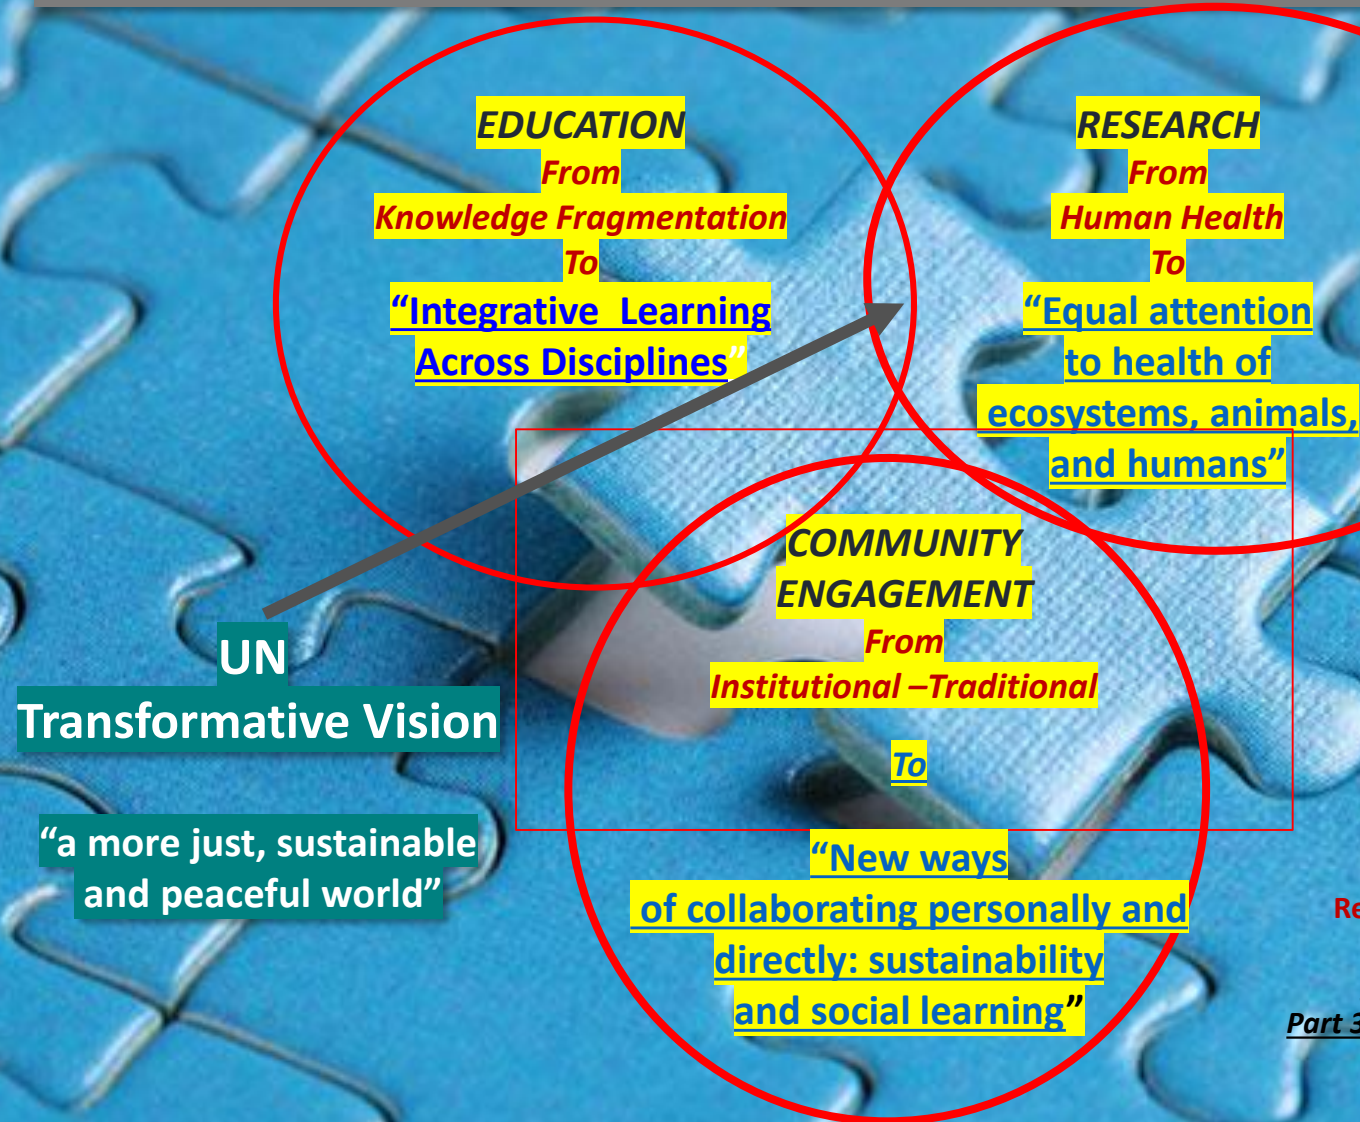 EDUCATION
From
Knowledge Fragmentation
To
“Integrative Learning
Across Disciplines”
RESEARCH
From
Human Health
To
“Equal attention
to health of
ecosystems, animals,
and humans”
COMMUNITY
ENGAGEMENT
From
Institutional –Traditional
To
“New ways
of collaborating personally and
directly: sustainability
and social learning”
UN
Transformative Vision
“a more just, sustainable
and peaceful world”
Part 3